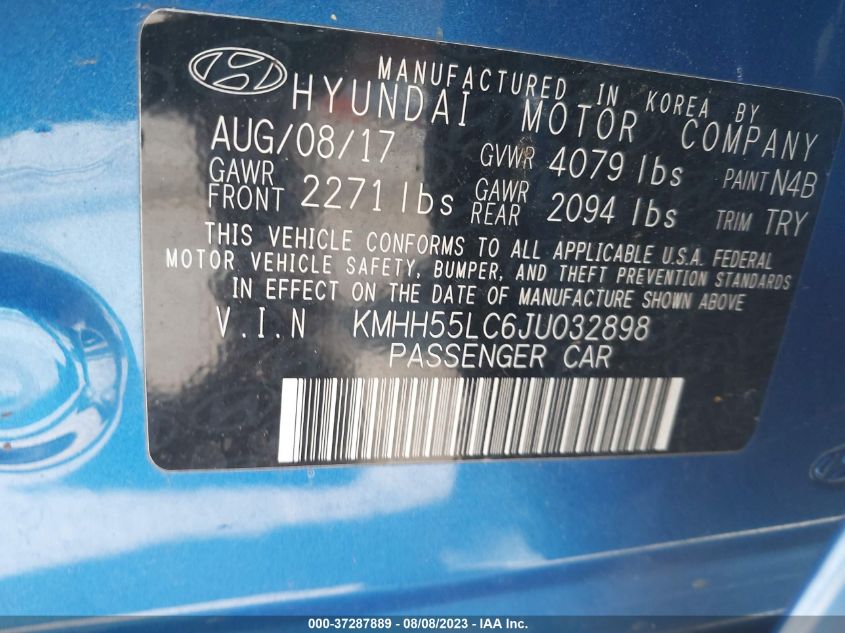 MANUFACTURED IN KOREA BY
HYUNDAI MOTOR COMPANY
AUG/08/17 GVWR 4079 lbs PAINT N4B
GAWR FRONT 2271 lbs GAWR REAR 2094 lbs TRIM TRY
THIS VEHICLE CONFORMS TO ALL APPLICABLE U.S.A. FEDERAL
MOTOR VEHICLE SAFETY, BUMPER, AND THEFT PREVENTION STANDARDS
IN EFFECT ON THE DATE OF MANUFACTURE SHOWN ABOVE
V.I.N KMHH55LC6JU032898
PASSENGER CAR
000-37287889 - 08/08/2023 - IAA Inc.